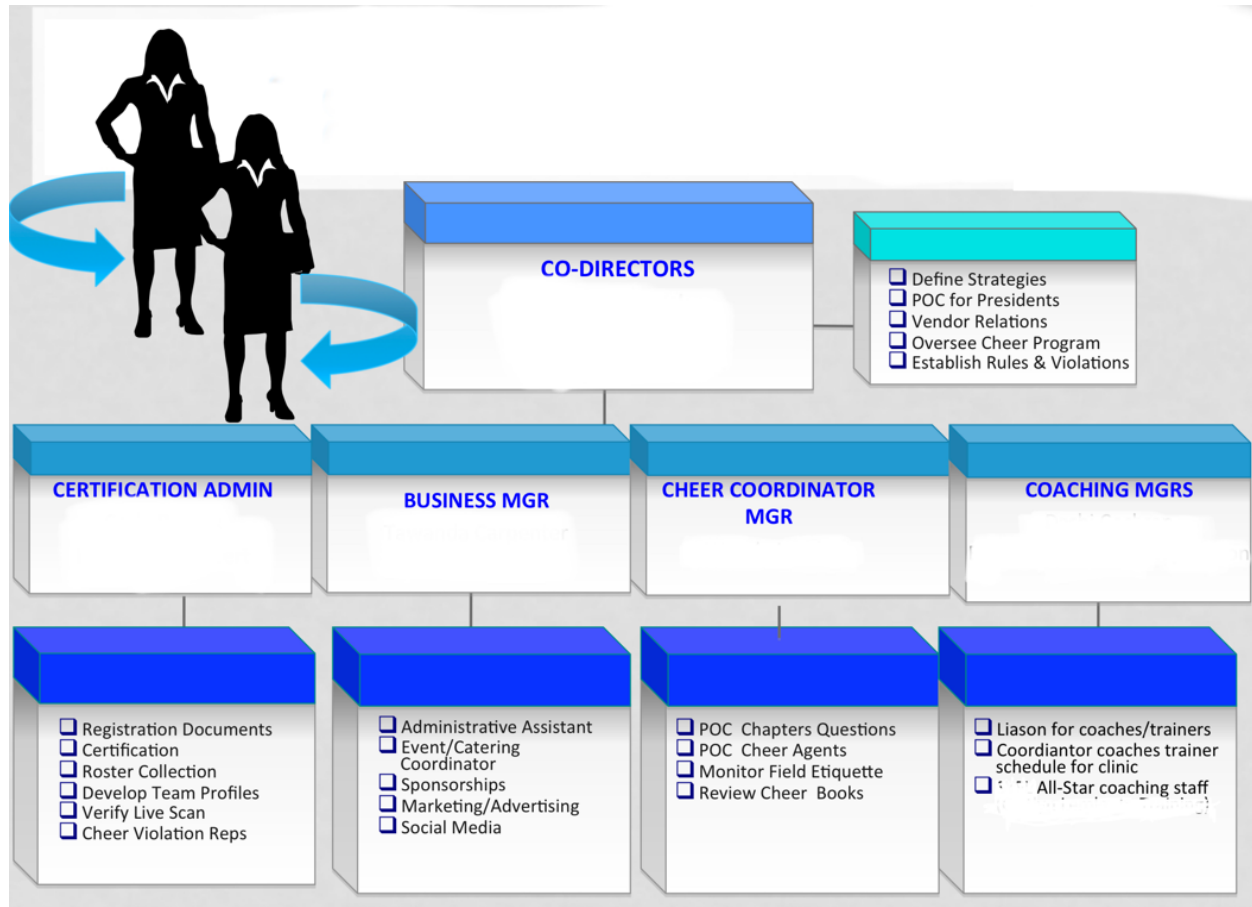 CO-DIRECTORS
Define Strategies
POC for Presidents
Vendor Relations
Oversee Cheer Program
Establish Rules & Violations
CERTIFICATION ADMIN
BUSINESS MGR
CHEER COORDINATOR
MGR
COACHING MGRS
Registration Documents
Certification
Roster Collection
Develop Team Profiles
Verify Live Scan
Cheer Violation Reps
Administrative Assistant
Event/Catering
Coordinator
Sponsorships
Marketing/Advertising
Social Media
POC Chapters Questions
POC Cheer Agents
Monitor Field Etiquette
Review Cheer Books
Liason for coaches/trainers
Coordiantor coaches trainer
schedule for clinic
All-Star coaching staff